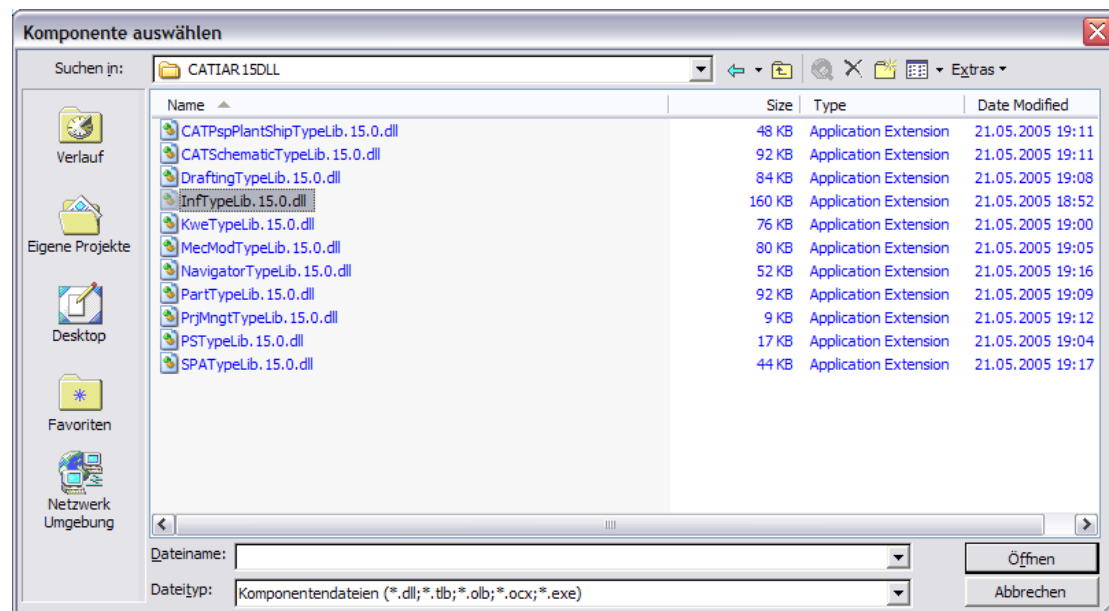 Komponente auswählen
Suchen in: CATIAR15DLL Extras
Name Size Type Date Modified
CATPspPlantShipTypeLib.15.0.dll 48 KB Application Extension 21.05.2005 19:11
CATSchematicTypeLib.15.0.dll 92 KB Application Extension 21.05.2005 19:11
DraftingTypeLib.15.0.dll 84 KB Application Extension 21.05.2005 19:08
InfTypeLib.15.0.dll 160 KB Application Extension 21.05.2005 18:52
KweTypeLib.15.0.dll 76 KB Application Extension 21.05.2005 19:00
MecModTypeLib.15.0.dll 80 KB Application Extension 21.05.2005 19:05
NavigatorTypeLib.15.0.dll 52 KB Application Extension 21.05.2005 19:16
PartTypeLib.15.0.dll 92 KB Application Extension 21.05.2005 19:09
PrjMngtTypeLib.15.0.dll 9 KB Application Extension 21.05.2005 19:12
PSTypeLib.15.0.dll 17 KB Application Extension 21.05.2005 19:04
SPATypeLib.15.0.dll 44 KB Application Extension 21.05.2005 19:17
Verlauf
Eigene Projekte
Desktop
Favoriten
Netzwerk
Umgebung
Dateiname: Öffnen
Dateityp: Komponentendateien (*.dll;*.tlb;*.olb;*.ocx;*.exe) Abbrechen